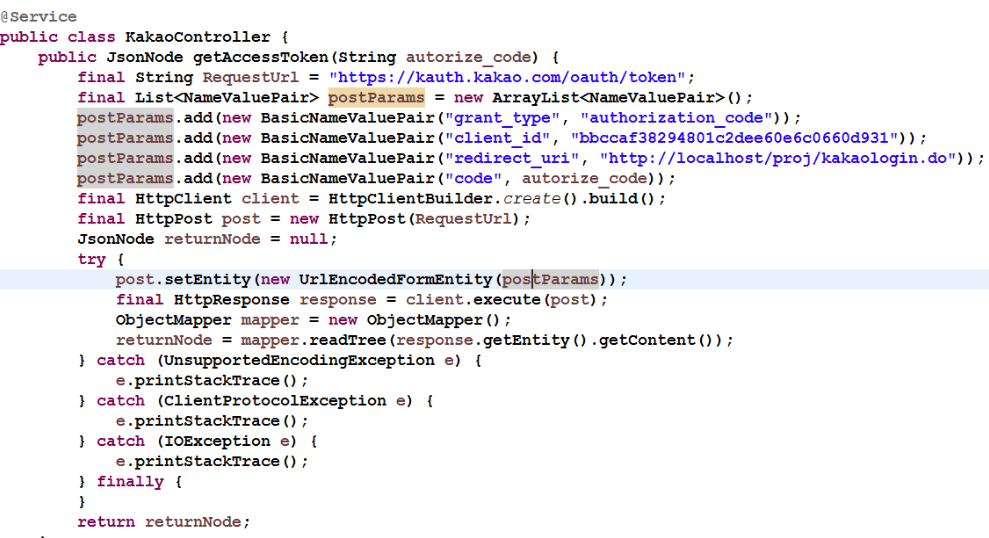 @Service
public class KakaoController {
    public JsonNode getAccessToken(String autorize_code) {
        final String RequestUrl = "https://kauth.kakao.com/oauth/token";
        final List<NameValuePair> postParams = new ArrayList<NameValuePair>();
        postParams.add(new BasicNameValuePair("grant_type", "authorization_code"));
        postParams.add(new BasicNameValuePair("client_id", "bbccaf38294801c2dee60e6c0660d931"));
        postParams.add(new BasicNameValuePair("redirect_uri", "http://localhost/proj/kakaologin.do"));
        postParams.add(new BasicNameValuePair("code", autorize_code));
        final HttpClient client = HttpClientBuilder.create().build();
        final HttpPost post = new HttpPost(RequestUrl);
        JsonNode returnNode = null;
        try {
            post.setEntity(new UrlEncodedFormEntity(postParams));
            final HttpResponse response = client.execute(post);
            ObjectMapper mapper = new ObjectMapper();
            returnNode = mapper.readTree(response.getEntity().getContent());
        } catch (UnsupportedEncodingException e) {
            e.printStackTrace();
        } catch (ClientProtocolException e) {
            e.printStackTrace();
        } catch (IOException e) {
            e.printStackTrace();
        } finally {
        }
        return returnNode;